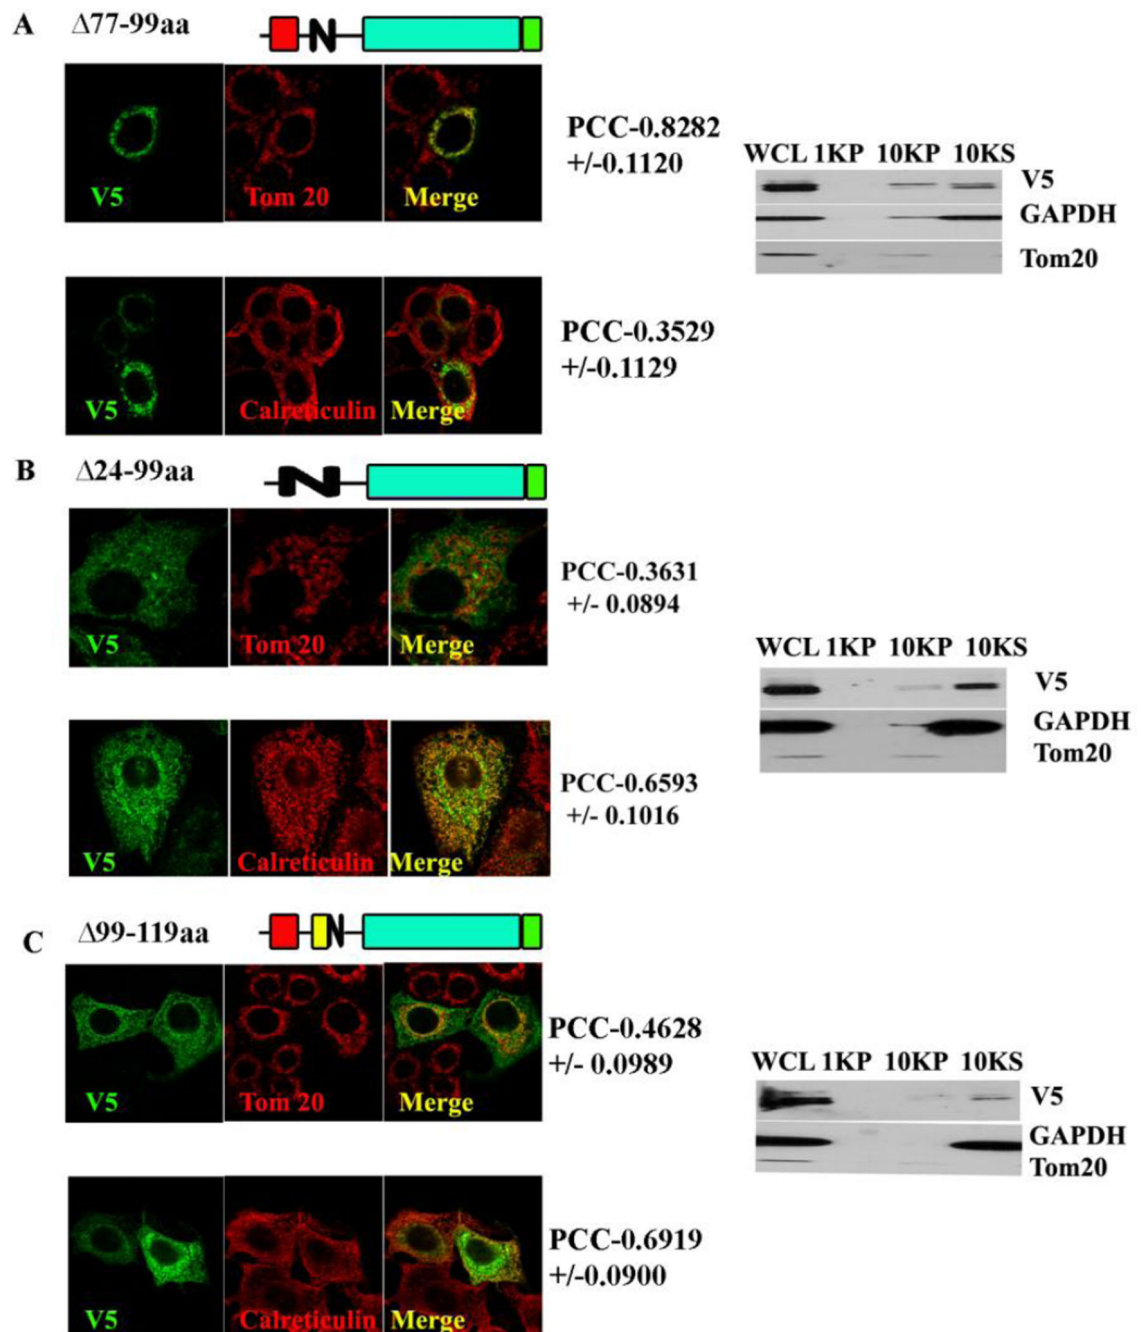 A
Δ77-99aa
V5
Tom 20
Merge
PCC-0.8282
+/-0.1120
WCL 1KP 10KP 10KS
V5
GAPDH
Tom20
V5
Calreticulin
Merge
PCC-0.3529
+/-0.1129
B
Δ24-99aa
V5
Tom 20
Merge
PCC-0.3631
+/- 0.0894
WCL 1KP 10KP 10KS
V5
GAPDH
Tom20
V5
Calreticulin
Merge
PCC-0.6593
+/- 0.1016
C
Δ99-119aa
V5
Tom 20
Merge
PCC-0.4628
+/- 0.0989
WCL 1KP 10KP 10KS
V5
GAPDH
Tom20
V5
Calreticulin
Merge
PCC-0.6919
+/-0.0900